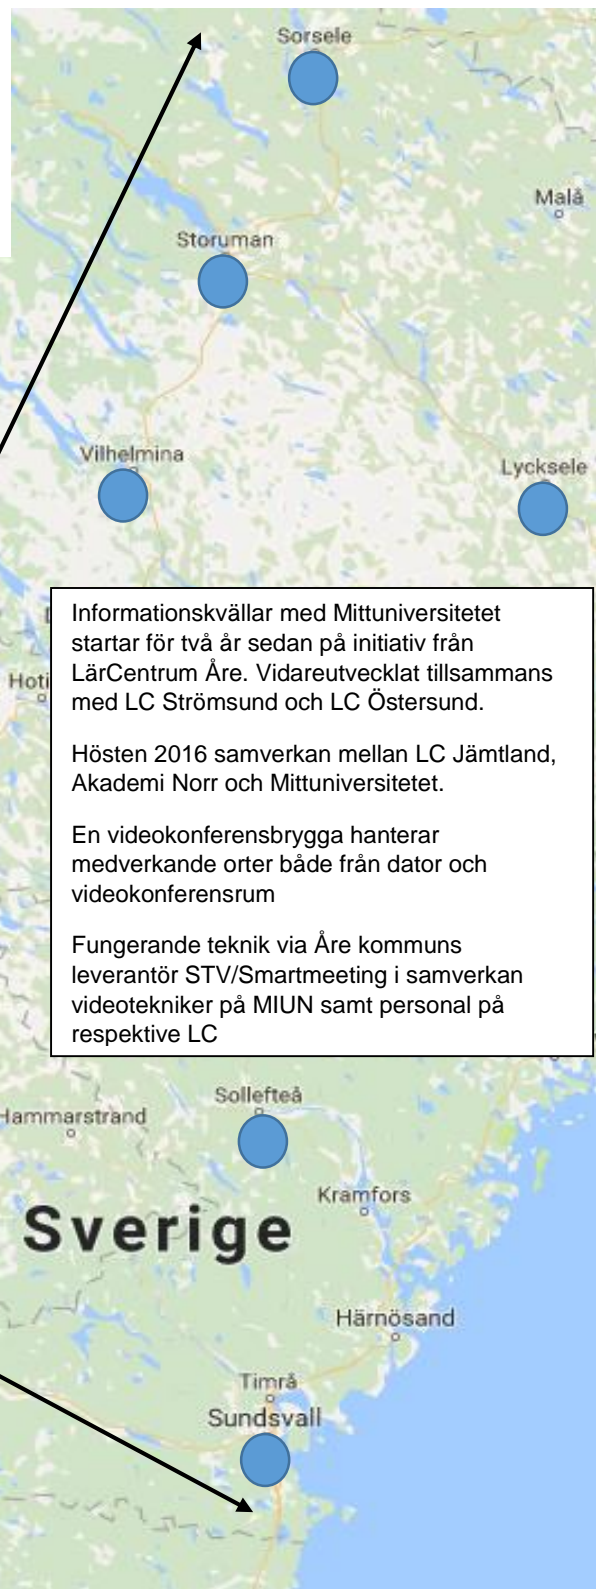 Sorsele
Malå
Storuman
Vilhelmina
Lycksele
Informationskvällar med Mittuniversitetet
startar för två år sedan på initiativ från
LärCentrum Åre. Vidareutvecklat tillsammans
med LC Strömsund och LC Östersund.
Hoti
Hösten 2016 samverkan mellan LC Jämtland,
Akademi Norr och Mittuniversitetet.
En videokonferensbrygga hanterar
medverkande orter både från dator och
videokonferensrum
Fungerande teknik via Åre kommuns
leverantör STV/Smartmeeting i samverkan
videotekniker på MIUN samt personal på
respektive LC
Sollefteå
Hammarstrand
Kramfors
Sverige
Härnösand
Timrå
Sundsvall